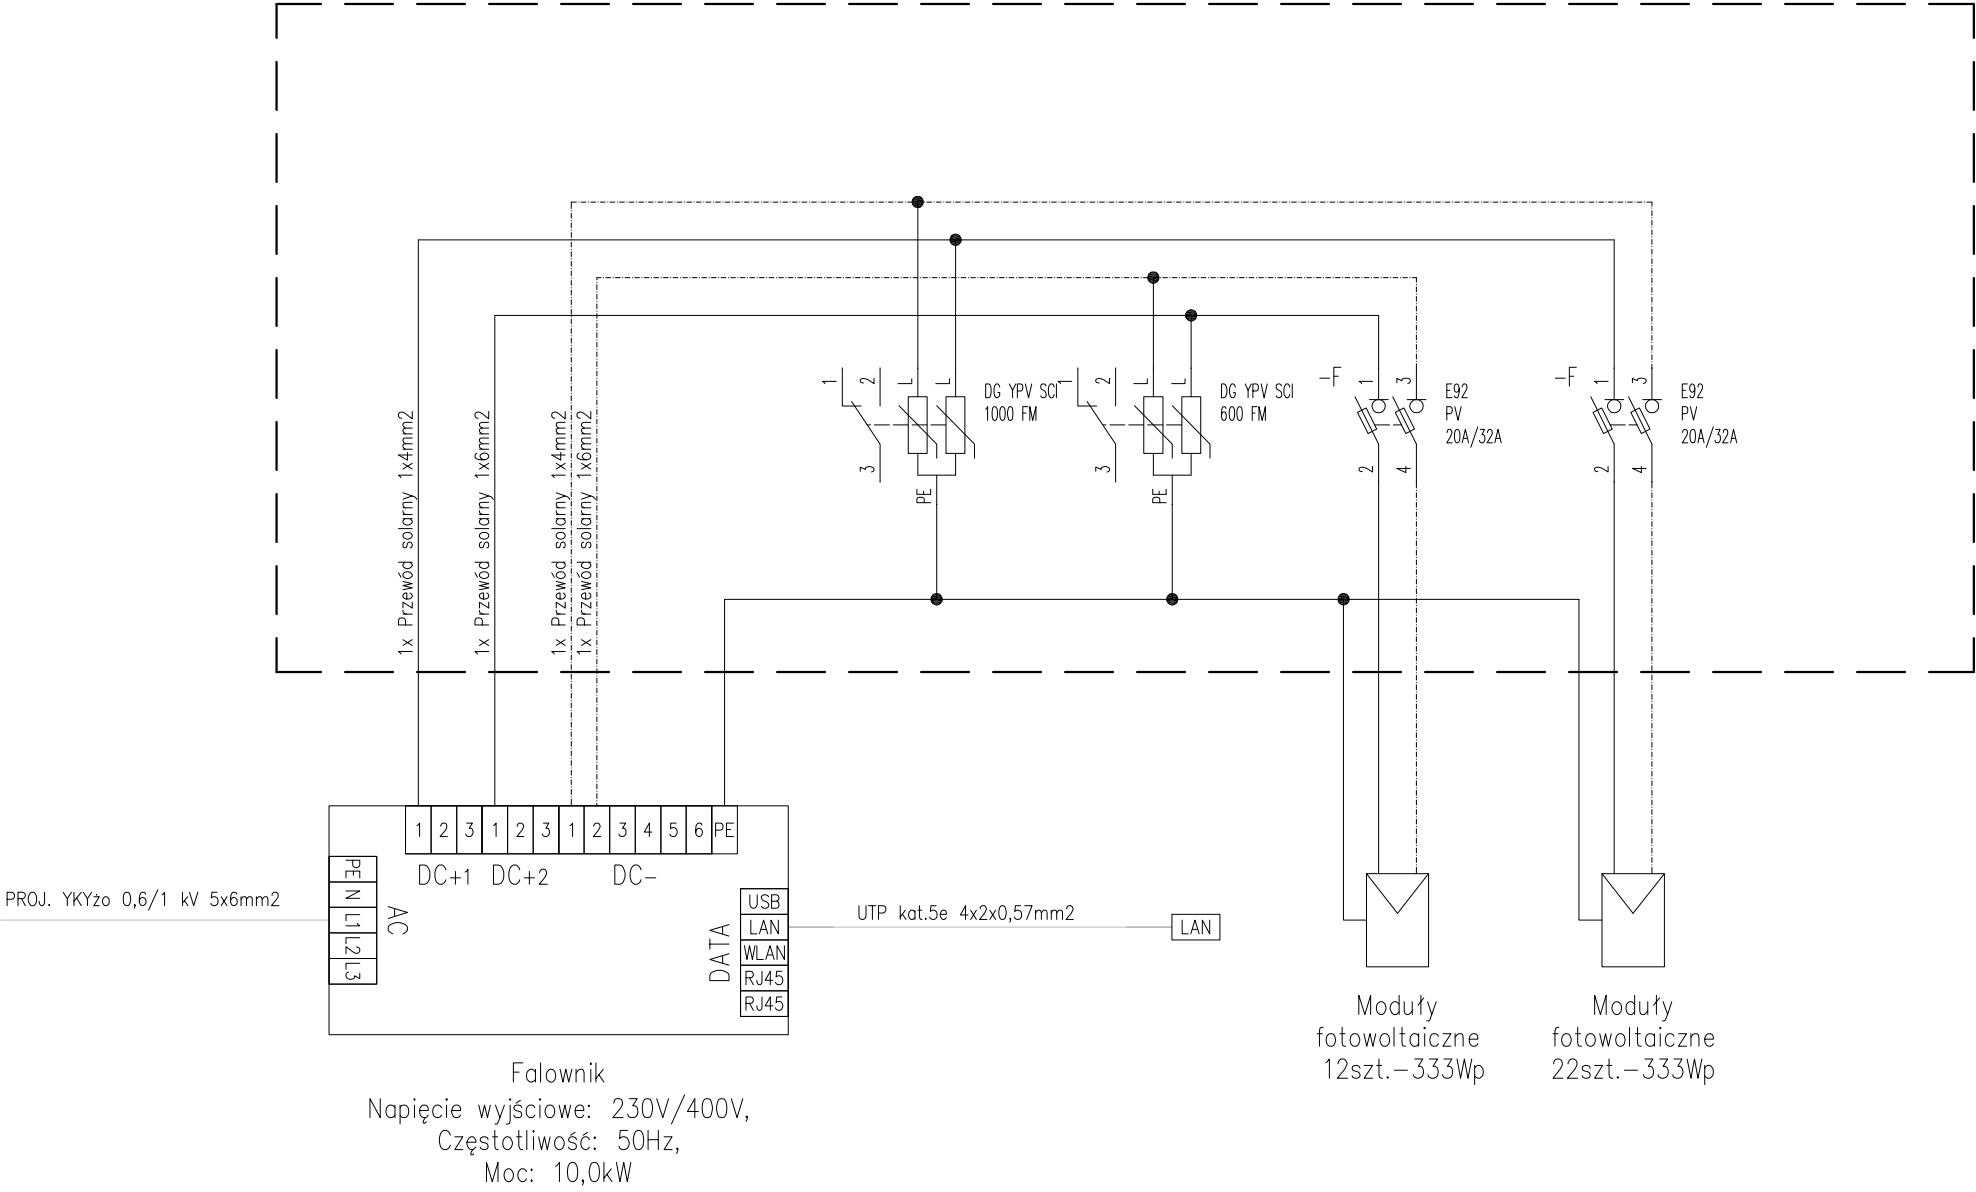 1x Przewód solarny 1x4mm2
1x Przewód solarny 1x6mm2
1x Przewód solarny 1x4mm2
1x Przewód solarny 1x6mm2
1
2
3
L
L
PE
DG YPV SCI
1000 FM
1
2
3
L
L
PE
DG YPV SCI
600 FM
-F
1
3
2
4
E92
PV
20A/32A
-F
1
3
2
4
E92
PV
20A/32A
1 2 3 1 2 3 1 2 3 4 5 6 PE
DC+1 DC+2 DC-
PE
N
L1
L2
L3
AC
PROJ. YKYżo 0,6/1 kV 5x6mm2
DATA
USB
LAN
WLAN
RJ45
RJ45
UTP kat.5e 4x2x0,57mm2
LAN
Moduły
fotowoltaiczne
12szt.-333Wp
Moduły
fotowoltaiczne
22szt.-333Wp
Falownik
Napięcie wyjściowe: 230V/400V,
Częstotliwość: 50Hz,
Moc: 10,0kW